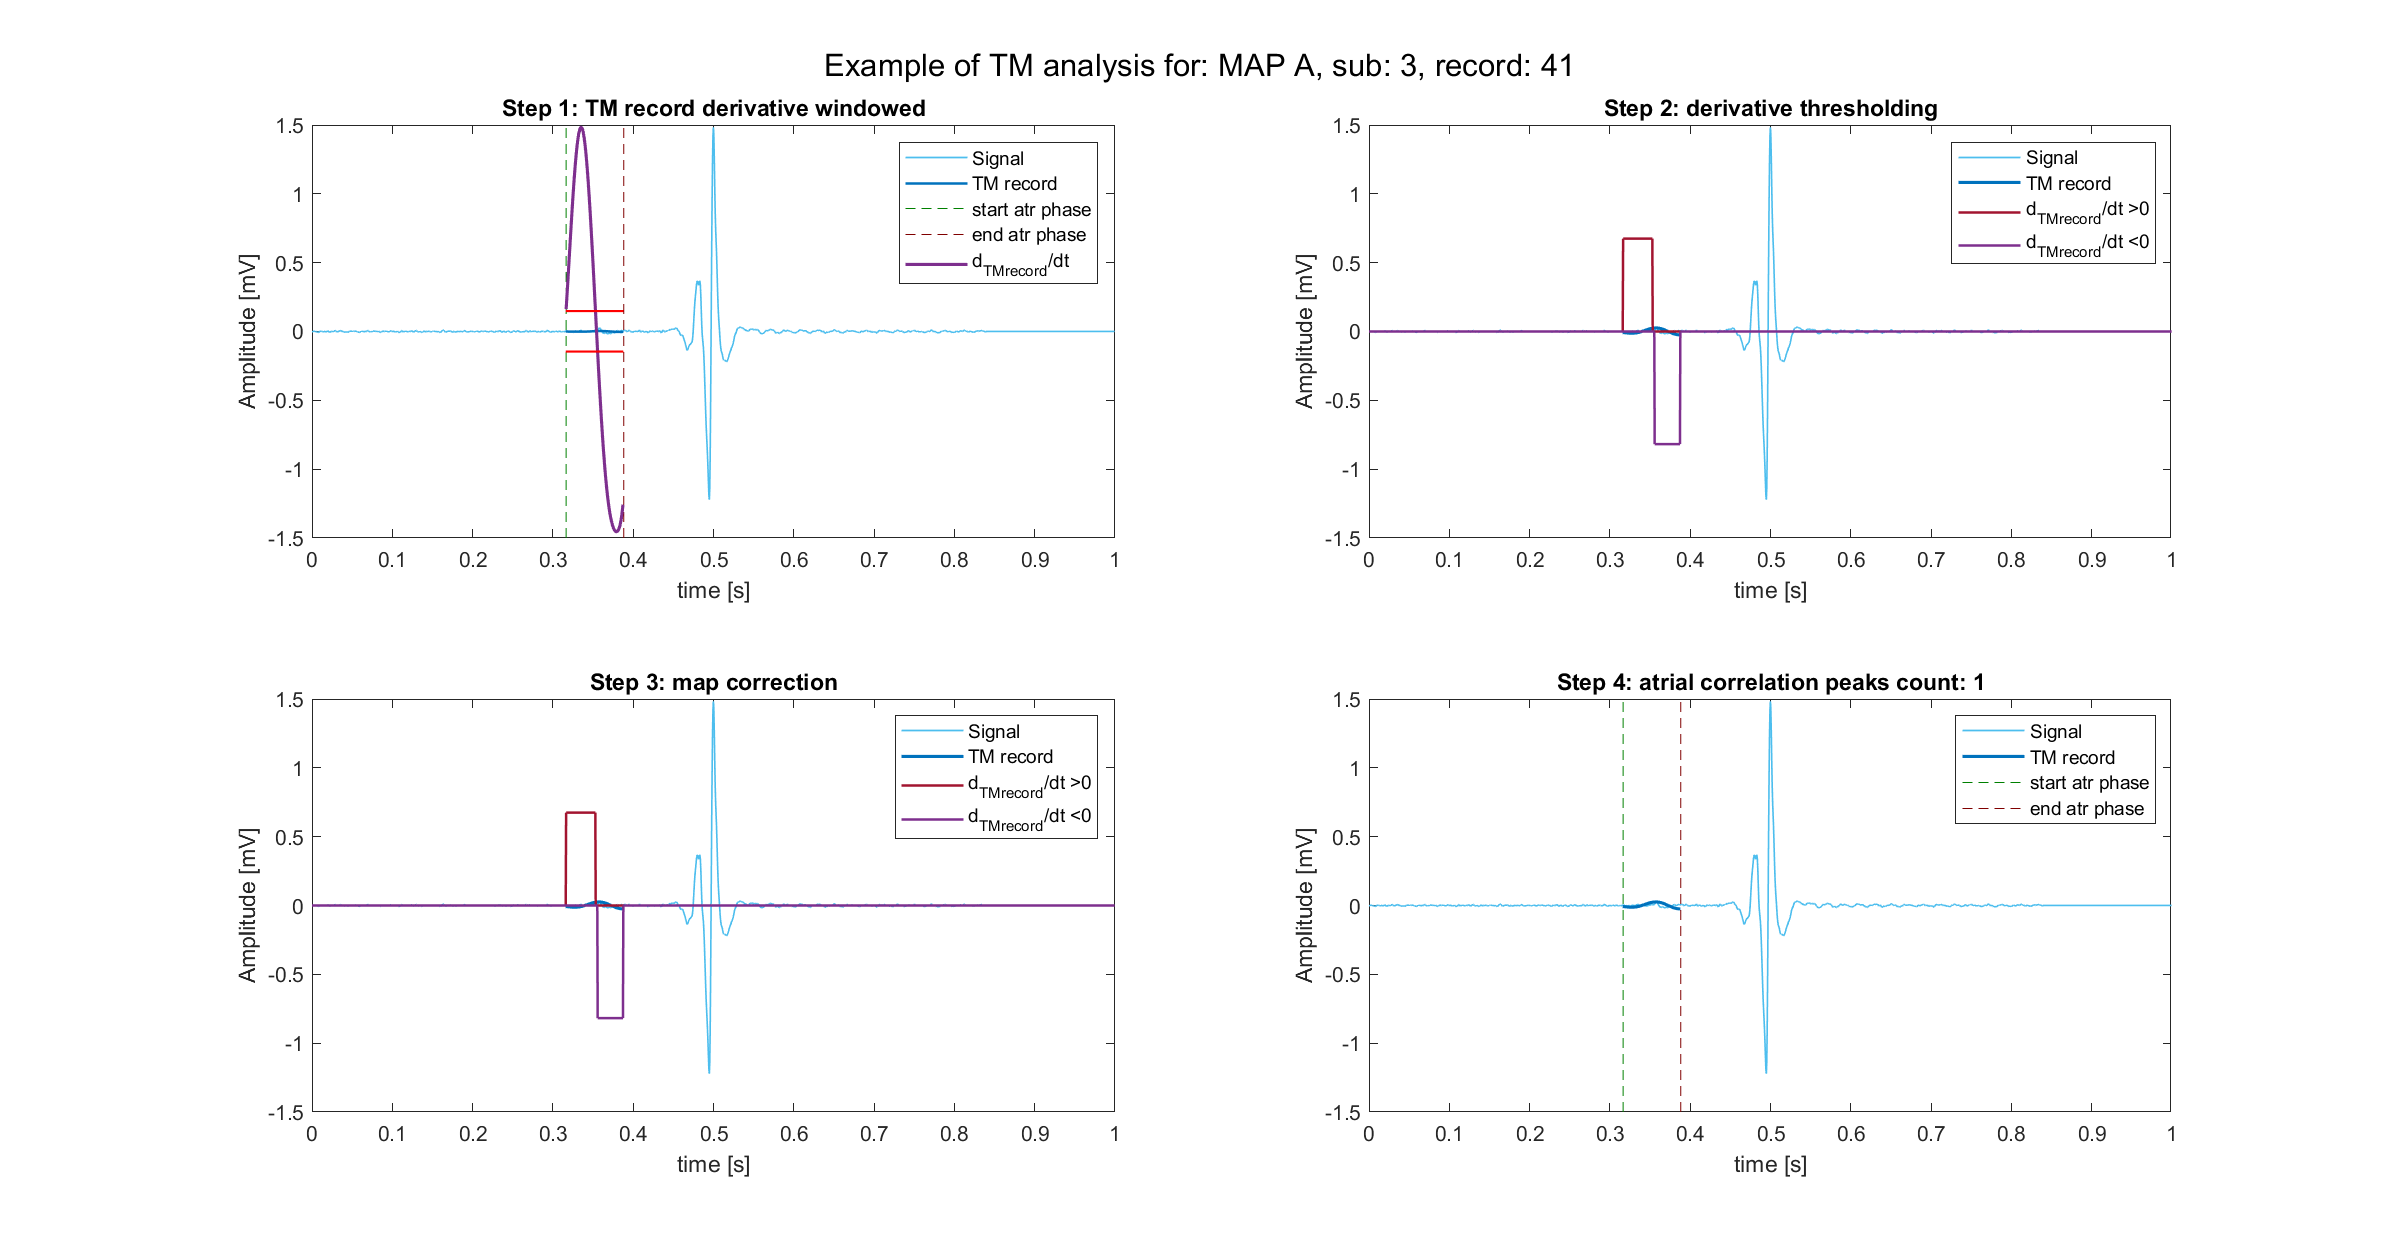 Example of TM analysis for: MAP A, sub: 3, record: 41
Step 1: TM record derivative windowed
1.5
1
0.5
0
-0.5
-1
-1.5
Amplitude [mV]
0 0.1 0.2 0.3 0.4 0.5 0.6 0.7 0.8 0.9 1
time [s]
Signal
TM record
start atr phase
end atr phase
dTMrecord/dt
Step 2: derivative thresholding
1.5
1
0.5
0
-0.5
-1
-1.5
Amplitude [mV]
0 0.1 0.2 0.3 0.4 0.5 0.6 0.7 0.8 0.9 1
time [s]
Signal
TM record
dTMrecord/dt >0
dTMrecord/dt <0
Step 3: map correction
1.5
1
0.5
0
-0.5
-1
-1.5
Amplitude [mV]
0 0.1 0.2 0.3 0.4 0.5 0.6 0.7 0.8 0.9 1
time [s]
Signal
TM record
dTMrecord/dt >0
dTMrecord/dt <0
Step 4: atrial correlation peaks count: 1
1.5
1
0.5
0
-0.5
-1
-1.5
Amplitude [mV]
0 0.1 0.2 0.3 0.4 0.5 0.6 0.7 0.8 0.9 1
time [s]
Signal
TM record
start atr phase
end atr phase